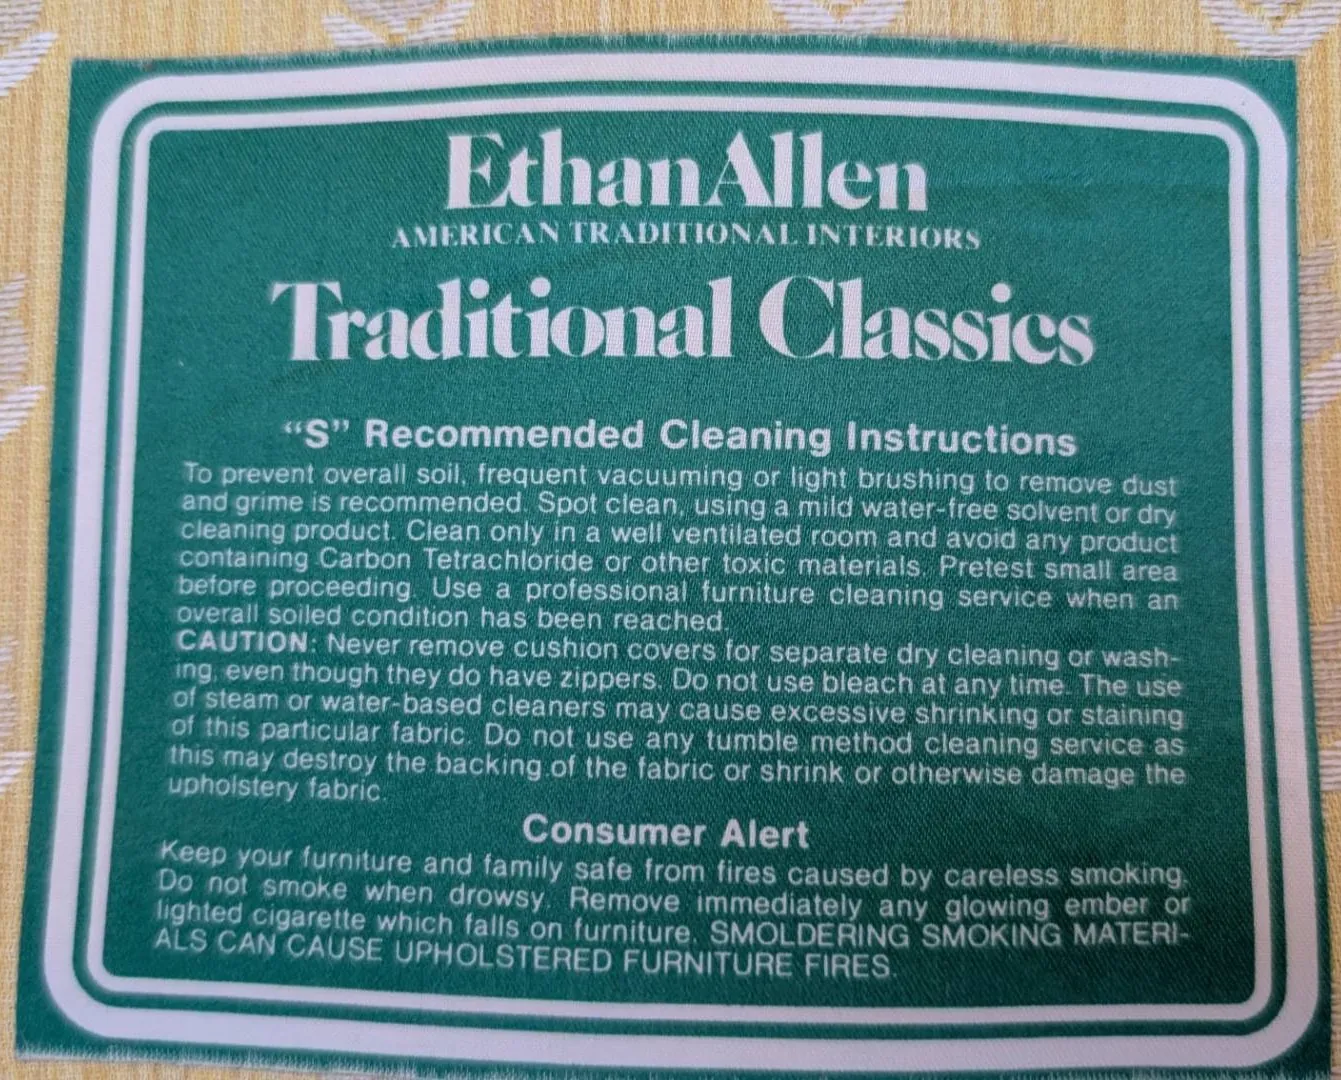 Ethan Allen
AMERICAN TRADITIONAL INTERIORS
Traditional Classics
“S” Recommended Cleaning Instructions
To prevent overall soil, frequent vacuuming or light brushing to remove dust
and grime is recommended. Spot clean, using a mild water-free solvent or dry
cleaning product. Clean only in a well ventilated room and avoid any product
containing Carbon Tetrachloride or other toxic materials. Pretest small area
before proceeding. Use a professional furniture cleaning service when an
overall soiled condition has been reached.
CAUTION: Never remove cushion covers for separate dry cleaning or wash-
ing, even though they do have zippers. Do not use bleach at any time. The use
of steam or water-based cleaners may cause excessive shrinking or staining
of this particular fabric. Do not use any tumble method cleaning service as
this may destroy the backing of the fabric or shrink or otherwise damage the
upholstery fabric.
Consumer Alert
Keep your furniture and family safe from fires caused by careless smoking.
Do not smoke when drowsy. Remove immediately any glowing ember or
lighted cigarette which falls on furniture. SMOLDERING SMOKING MATERI-
ALS CAN CAUSE UPHOLSTERED FURNITURE FIRES.